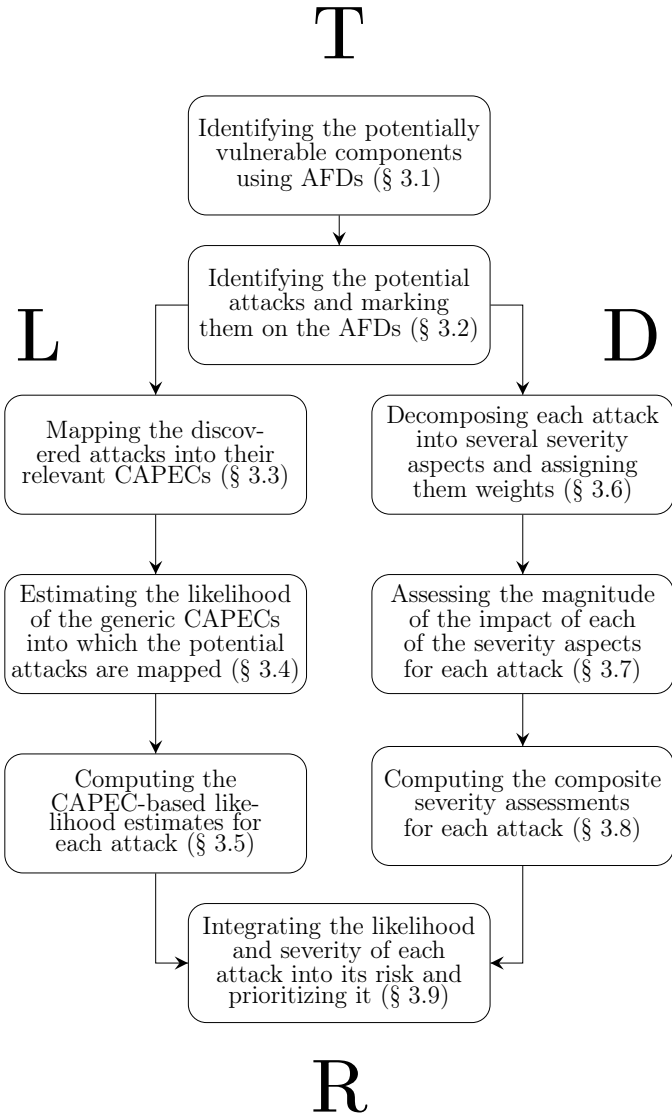 T
Identifying the potentially
vulnerable components
using AFDs (§ 3.1)
Identifying the potential
attacks and marking
them on the AFDs (§ 3.2)
L
D
Mapping the discov-
ered attacks into their
relevant CAPECs (§ 3.3)
Decomposing each attack
into several severity
aspects and assigning
them weights (§ 3.6)
Estimating the likelihood
of the generic CAPECs
into which the potential
attacks are mapped (§ 3.4)
Assessing the magnitude
of the impact of each
of the severity aspects
for each attack (§ 3.7)
Computing the
CAPEC-based like-
lihood estimates for
each attack (§ 3.5)
Computing the composite
severity assessments
for each attack (§ 3.8)
Integrating the likelihood
and severity of each
attack into its risk and
prioritizing it (§ 3.9)
R